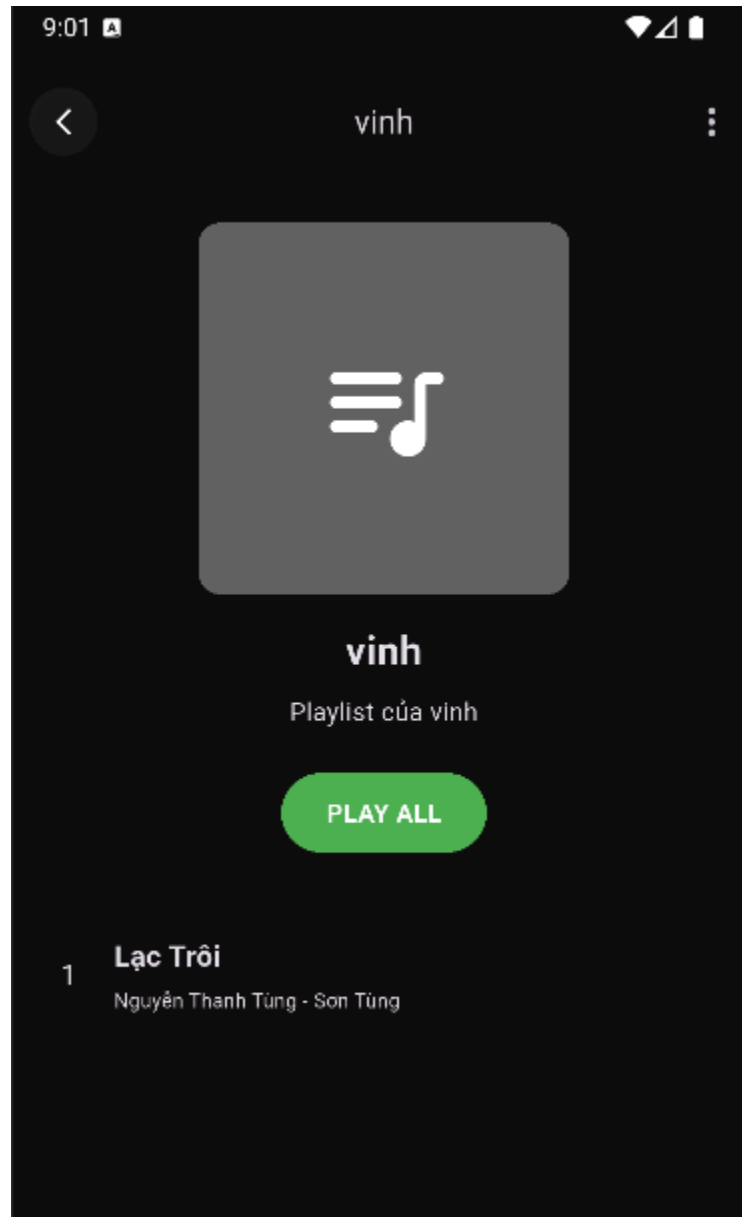 9:01 A
vinh
vinh
Playlist của vinh
PLAY ALL
1
Lạc Trôi
Nguyễn Thanh Tùng - Sơn Tùng